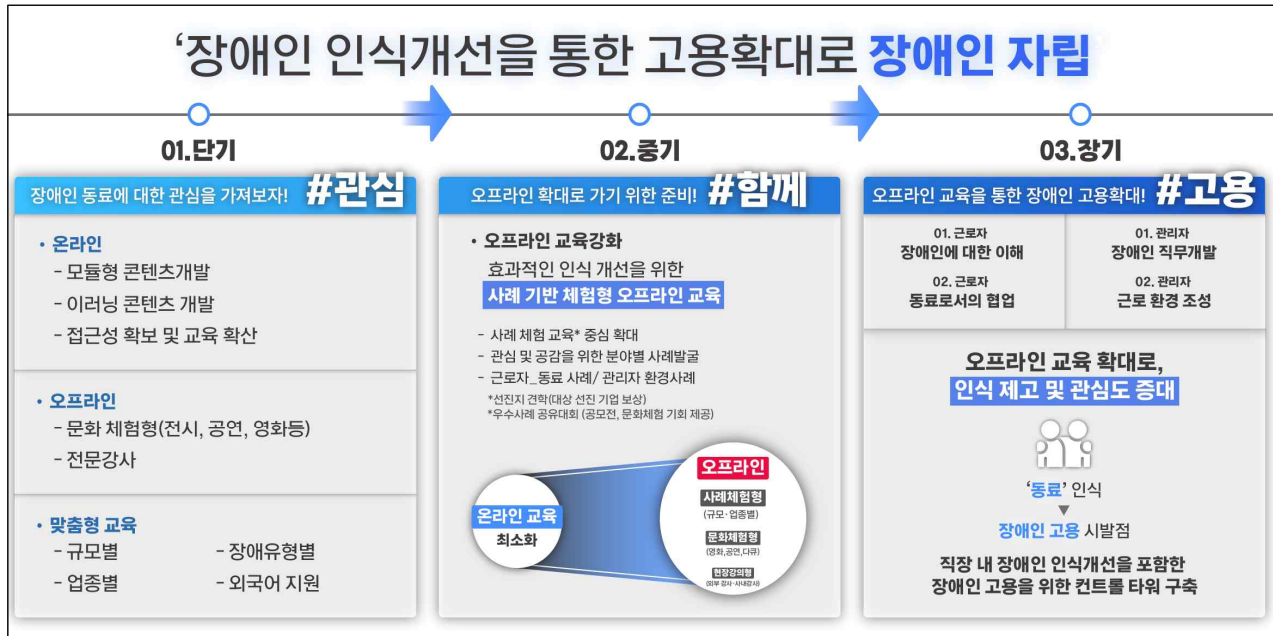 ‘장애인 인식개선을 통한 고용확대로 장애인 자립
01.단기
장애인 동료에 대한 관심을 가져보자! #관심
• 온라인
- 모듈형 콘텐츠개발
- 이러닝 콘텐츠 개발
- 접근성 확보 및 교육 확산
• 오프라인
- 문화 체험형(전시, 공연, 영화등)
- 전문강사
• 맞춤형 교육
- 규모별 - 장애유형별
- 업종별 - 외국어 지원
02.중기
오프라인 확대로 가기 위한 준비! #함께
• 오프라인 교육강화
효과적인 인식 개선을 위한
사례 기반 체험형 오프라인 교육
- 사례 체험 교육* 중심 확대
- 관심 및 공감을 위한 분야별 사례발굴
- 근로자_동료 사례/ 관리자 환경사례
*선진지 견학(대상 선진 기업 보상)
*우수사례 공유대회 (공모전, 문화체험 기회 제공)
온라인 교육
최소화
오프라인
사례체험형
(규모·업종별)
문화체험형
(영화,공연,다큐)
현장강의형
(외부 강사·사내강사)
03.장기
오프라인 교육을 통한 장애인 고용확대! #고용
01. 근로자
장애인에 대한 이해
02. 근로자
동료로서의 협업
01. 관리자
장애인 직무개발
02. 관리자
근로 환경 조성
오프라인 교육 확대로,
인식 제고 및 관심도 증대
‘동료’ 인식
장애인 고용 시발점
직장 내 장애인 인식개선을 포함한
장애인 고용을 위한 컨트롤 타워 구축